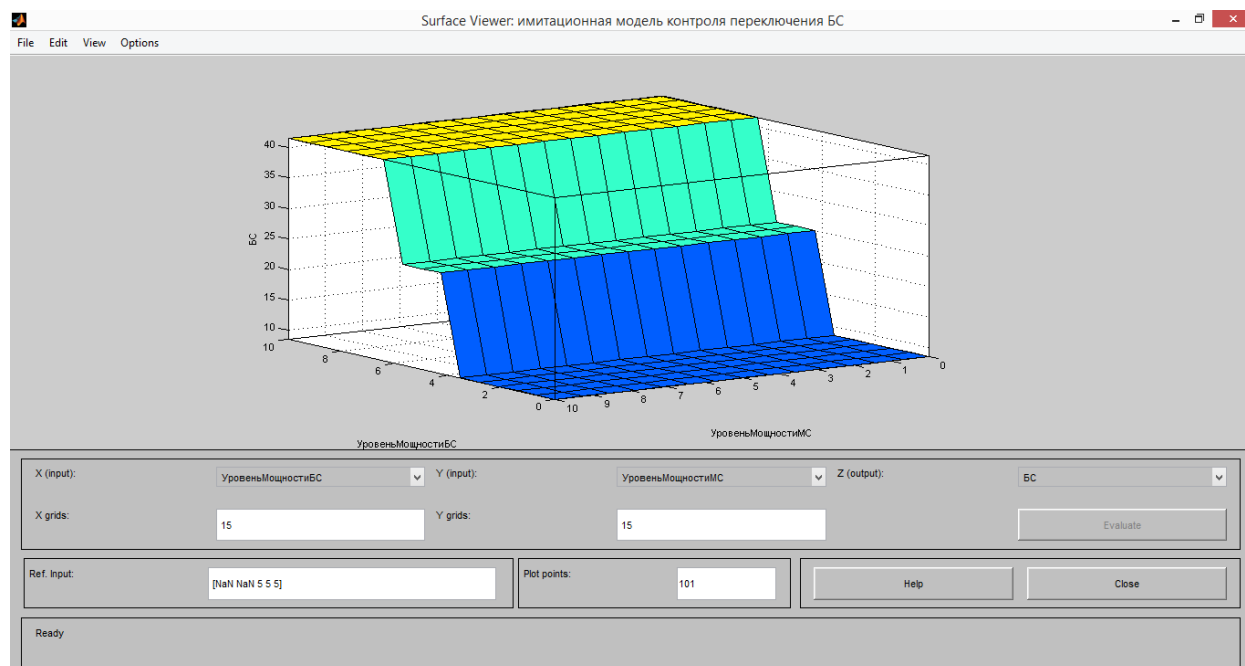 Surface Viewer: имитационная модель контроля переключения БС
File Edit View Options
40
35
30
25
20
15
10
БС
10
8
6
4
2
0
10
9
8
7
6
5
4
3
2
1
0
УровеньМощностиБС
УровеньМощностиМС
X (input): УровеньМощностиБС Y (input): УровеньМощностиМС Z (output): БС
X grids: 15 Y grids: 15 Evaluate
Ref. Input: [NaN NaN 5 5 5] Plot points: 101 Help Close
Ready